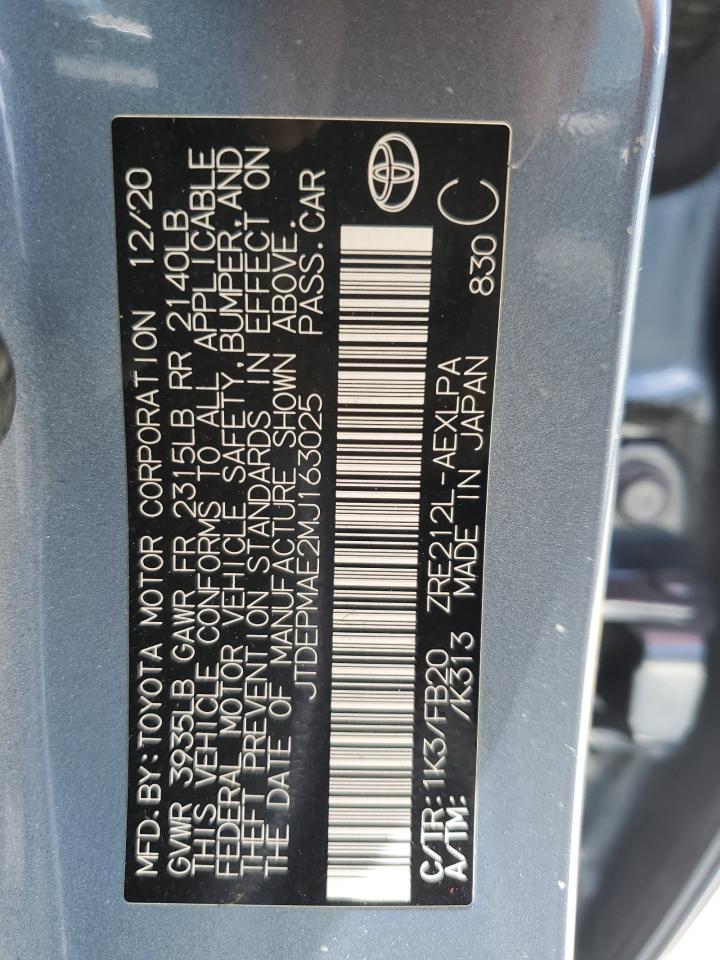 MFD. BY: TOYOTA MOTOR CORPORATION 12/20
GVWR 3935LB GAWR FR 2315LB RR 2140LB
THIS VEHICLE CONFORMS TO ALL APPLICABLE
FEDERAL MOTOR VEHICLE SAFETY, BUMPER, AND
THEFT PREVENTION STANDARDS IN EFFECT ON
THE DATE OF MANUFACTURE SHOWN ABOVE.
JTDEPMAE2MJ163025 PASS. CAR
C/TR: 1K3/FB20 ZRE212L-AEXLPA
A/TM: /K313 MADE IN JAPAN
830 C